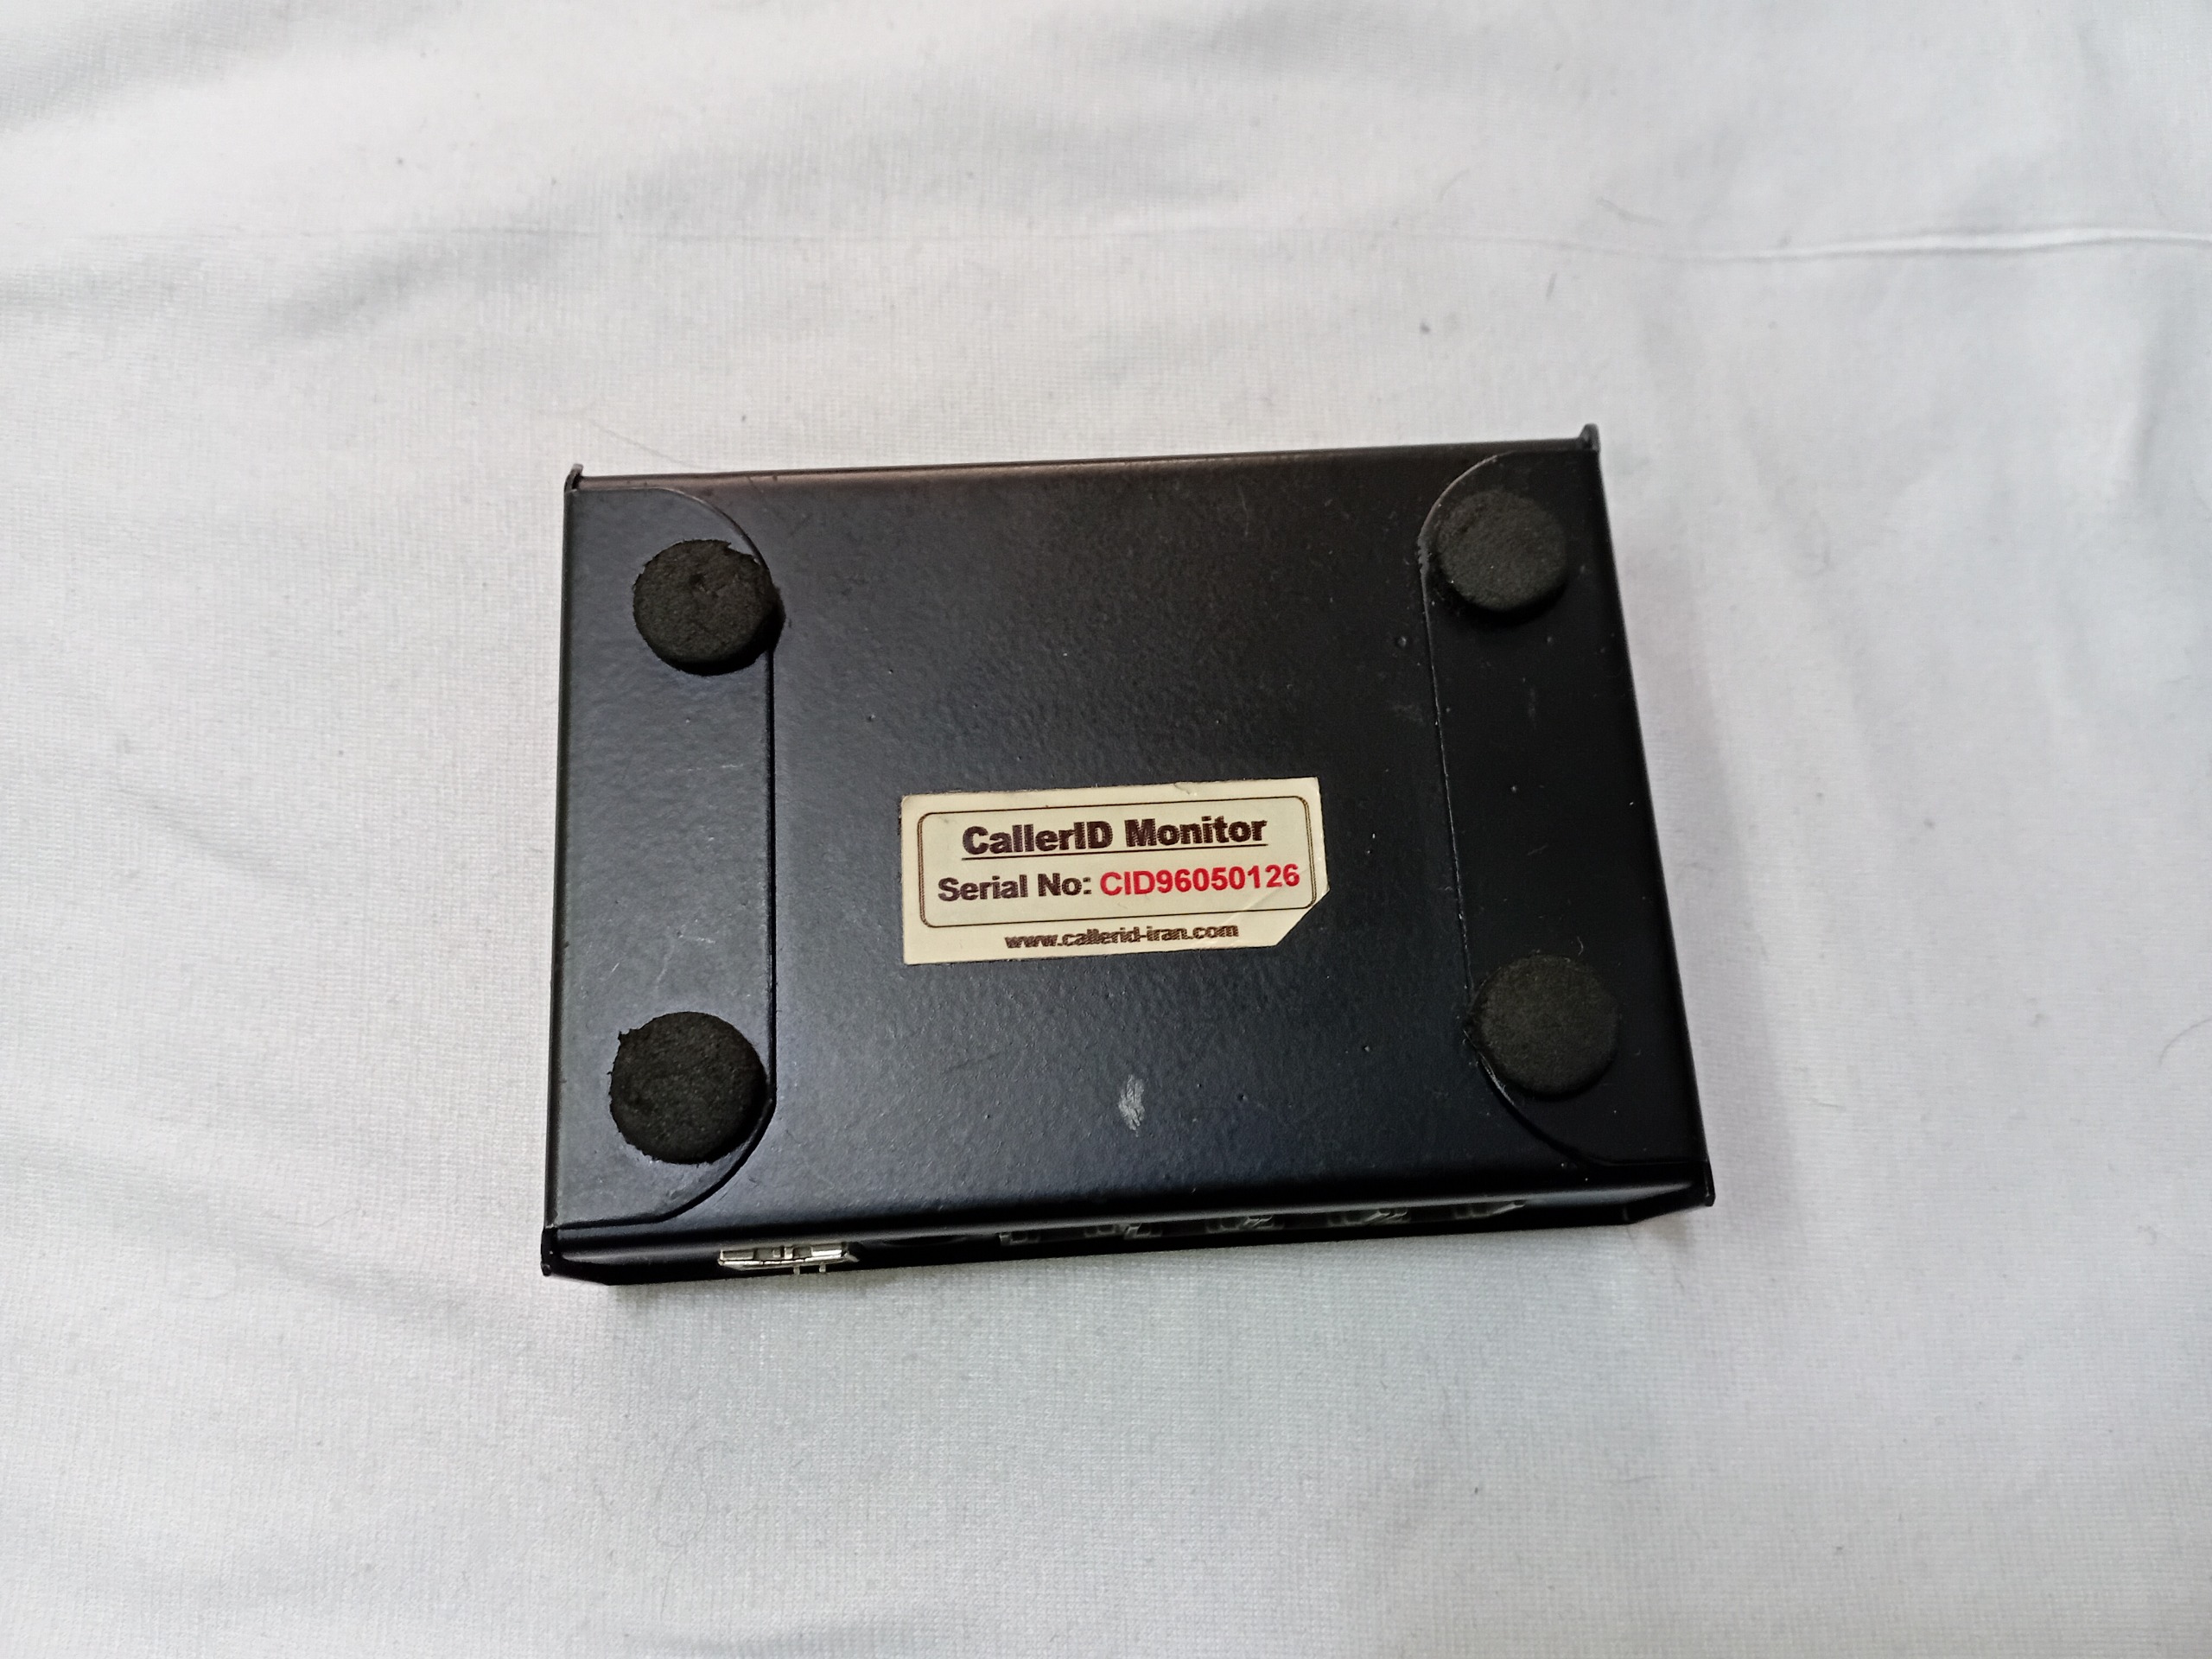 CallerID Monitor
Serial No: CID96050126
www.callerid-iran.com